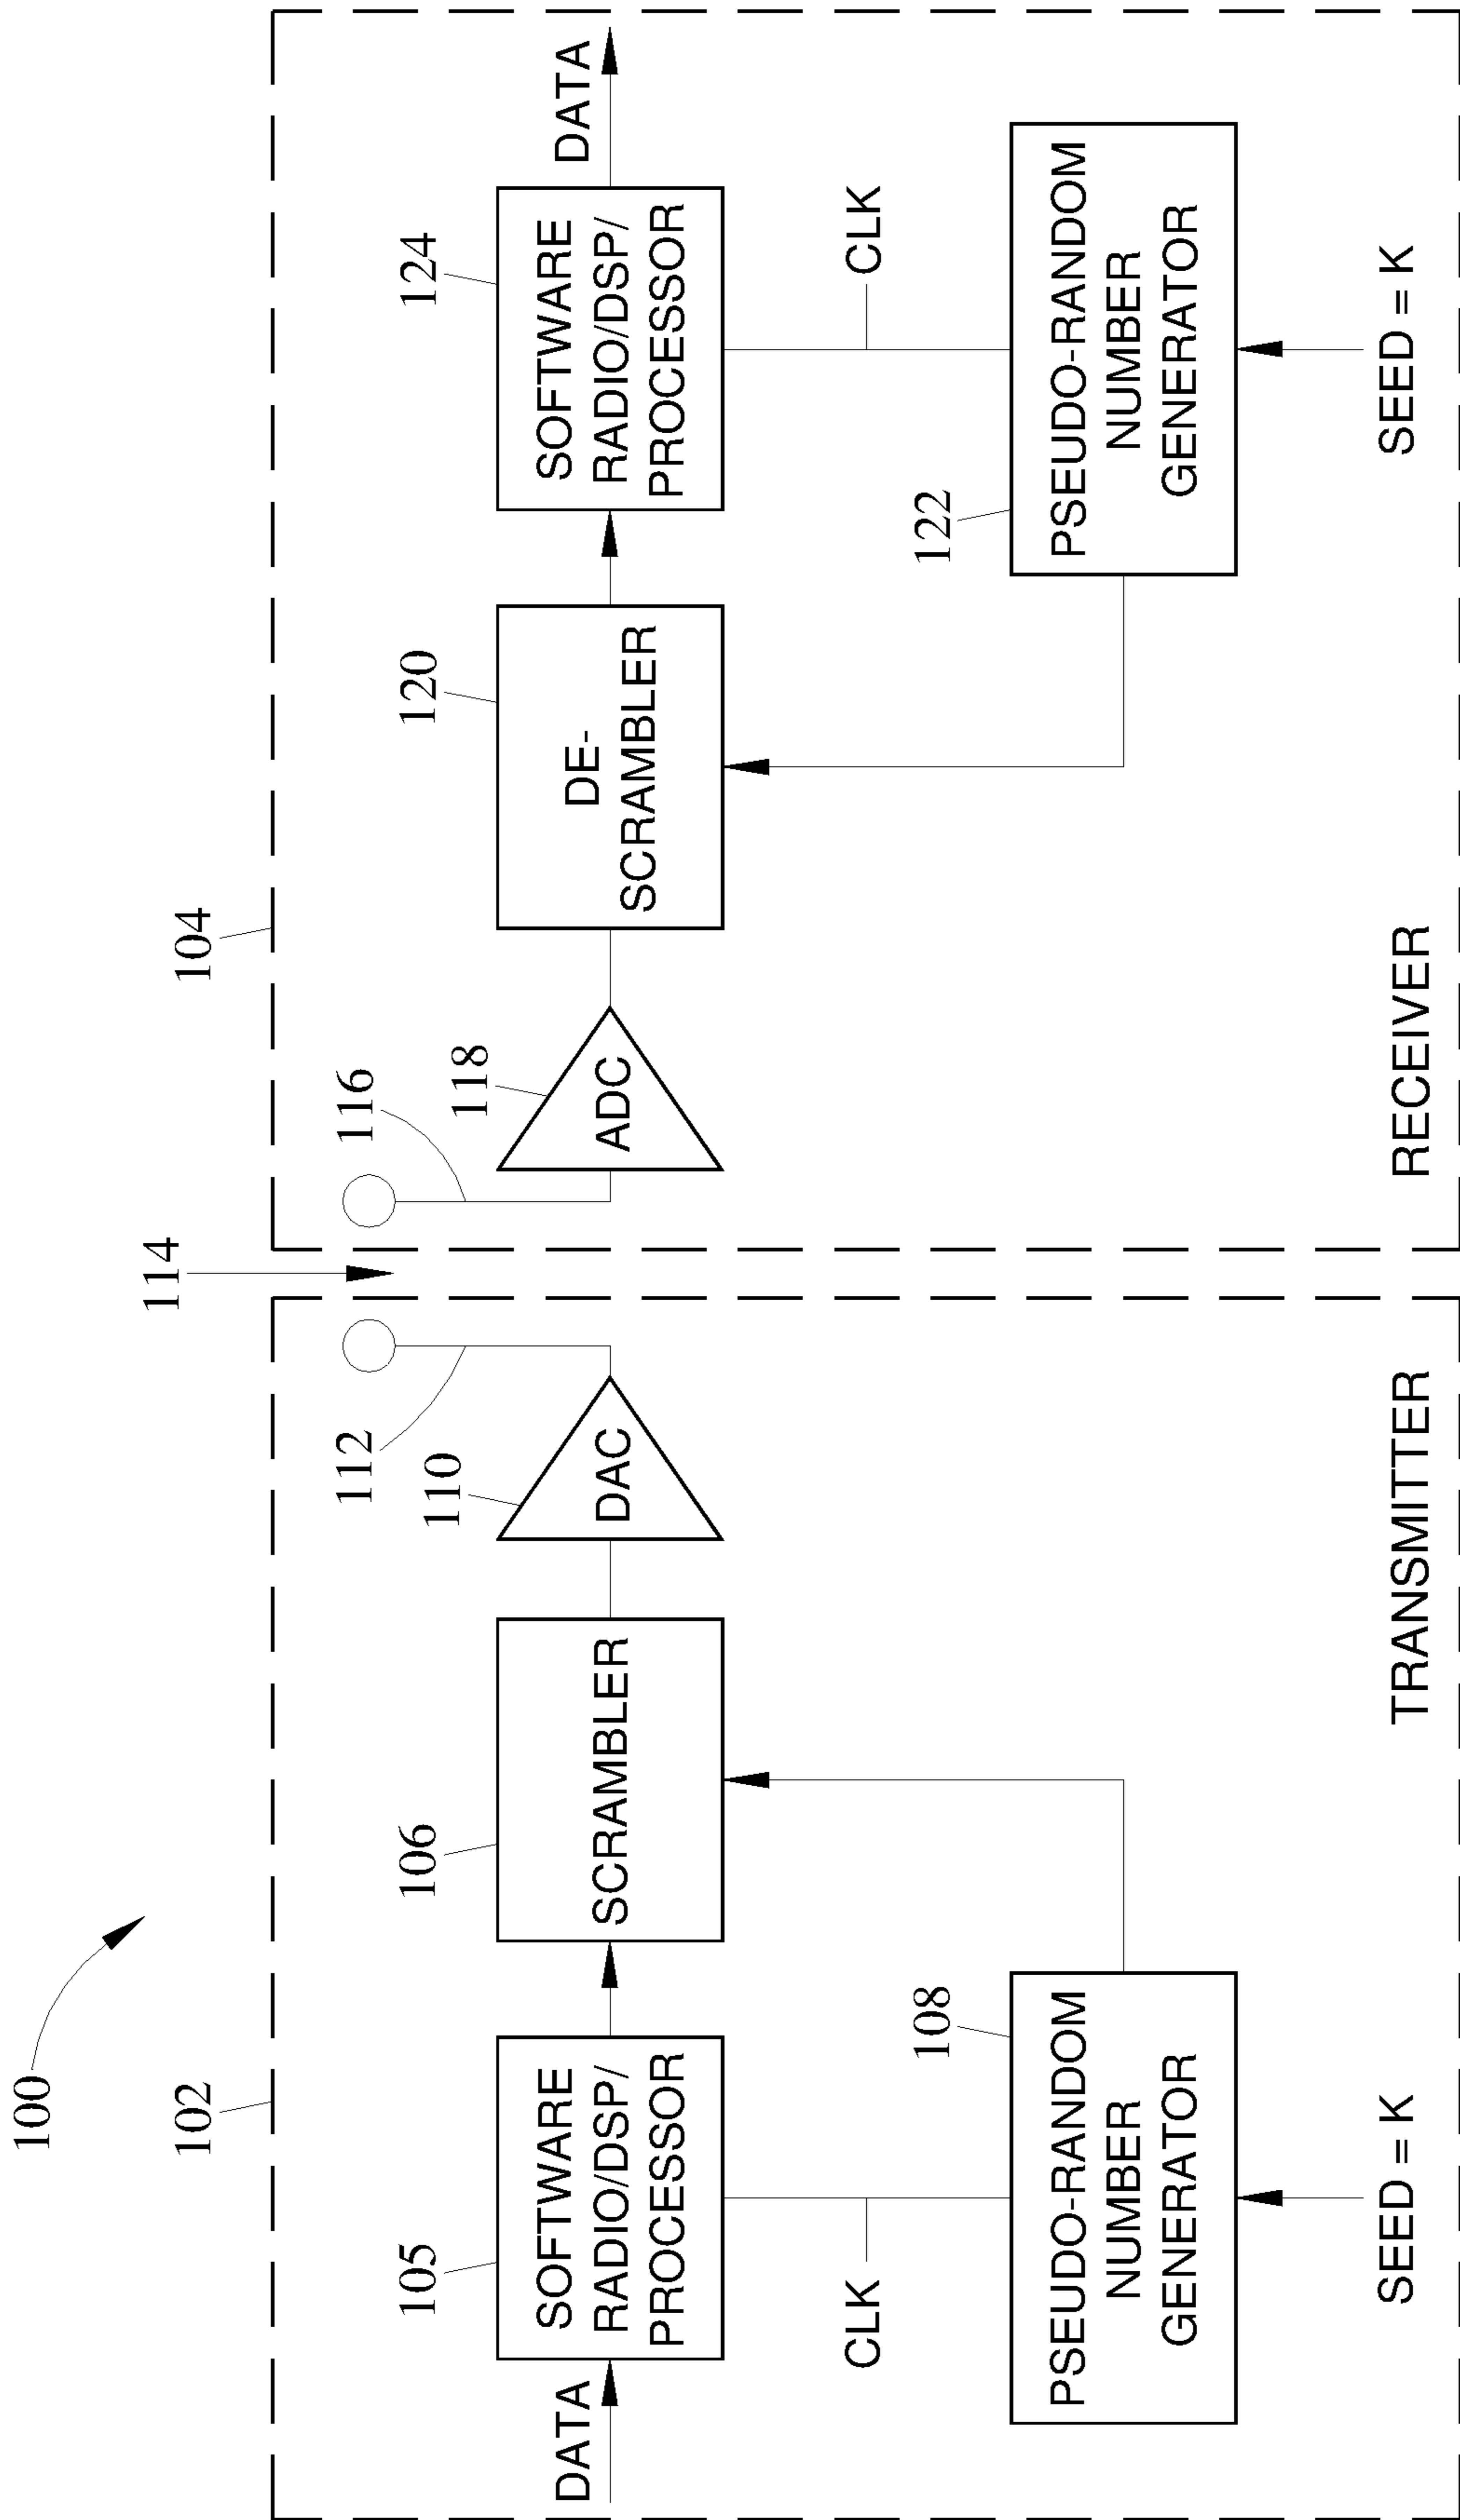 100
102
104
114
112
116
105
106
110
118
120
124
DATA
SOFTWARE
RADIO/DSP/
PROCESSOR
SCRAMBLER
DAC
ADC
DE-
SCRAMBLER
SOFTWARE
RADIO/DSP/
PROCESSOR
DATA
CLK
108
122
CLK
PSEUDO-RANDOM
NUMBER
GENERATOR
PSEUDO-RANDOM
NUMBER
GENERATOR
SEED = K
TRANSMITTER
RECEIVER
SEED = K